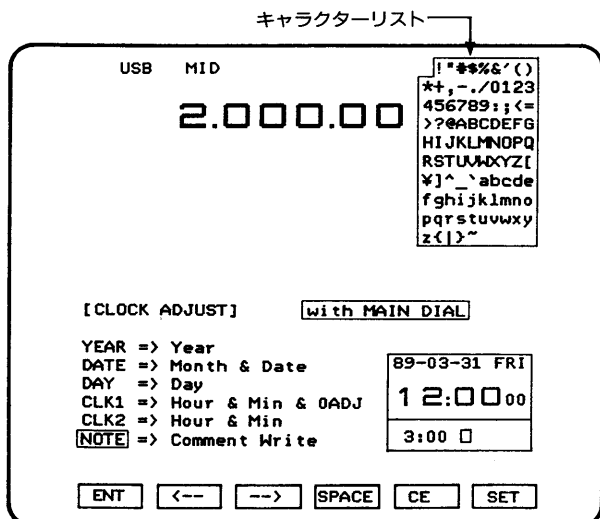 キャラクターリスト
USB MID
2.000.00
!"#$%&'()
*+,-./0123
456789:;<=
>?@ABCDEFG
HIJKLMNOPQ
RSTUVWXYZ[
¥]^_`abcde
fghijklmno
pqrstuvwxy
z{|}~
[CLOCK ADJUST] with MAIN DIAL
YEAR => Year
DATE => Month & Date
DAY => Day
CLK1 => Hour & Min & 0ADJ
CLK2 => Hour & Min
NOTE => Comment Write
89-03-31 FRI
12:00 00
3:00
ENT <-- --> SPACE CE SET